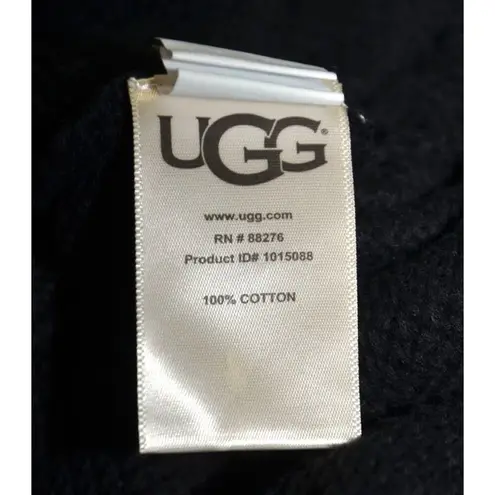 UGG®
www.ugg.com
RN # 88276
Product ID# 1015088
100% COTTON